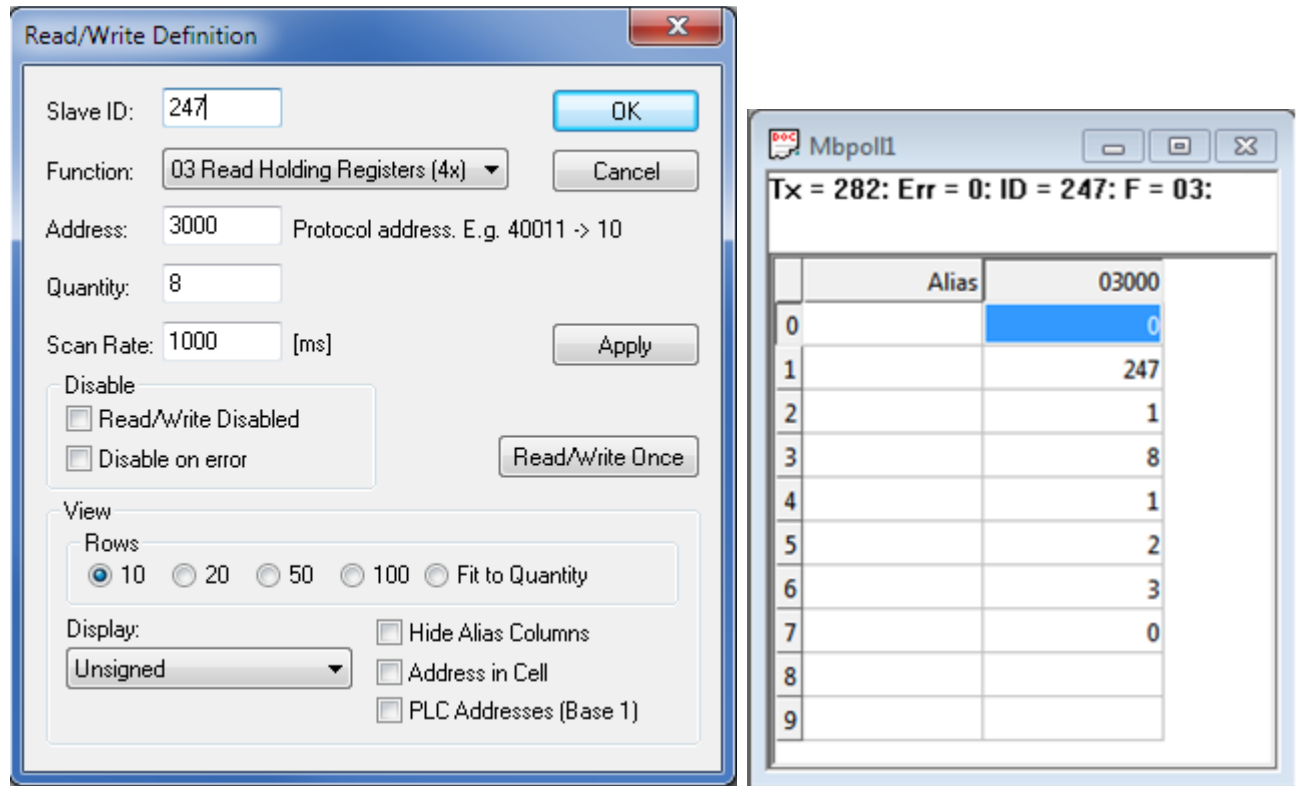 Read/Write Definition
Slave ID: 247 OK
Function: 03 Read Holding Registers (4x) Cancel
Address: 3000 Protocol address. E.g. 40011 -> 10
Quantity: 8
Scan Rate: 1000 [ms] Apply
Disable
Read/Write Disabled
Disable on error
Read/Write Once
View
Rows
10 20 50 100 Fit to Quantity
Display:
Unsigned
Hide Alias Columns
Address in Cell
PLC Addresses (Base 1)
DOC
Mbpoll1
Tx = 282: Err = 0: ID = 247: F = 03:
Alias 03000
0 0
1 247
2 1
3 8
4 1
5 2
6 3
7 0
8
9